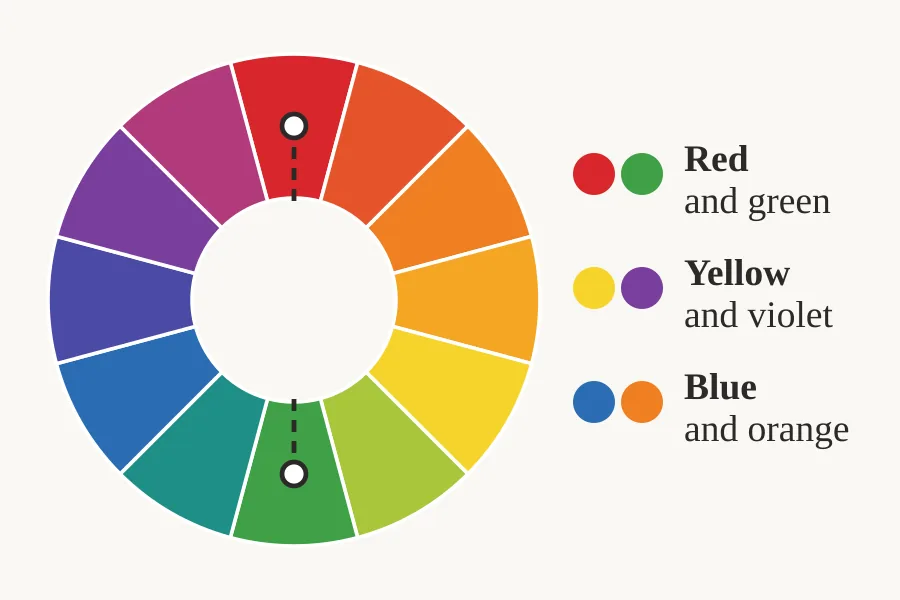 Red
and green
Yellow
and violet
Blue
and orange